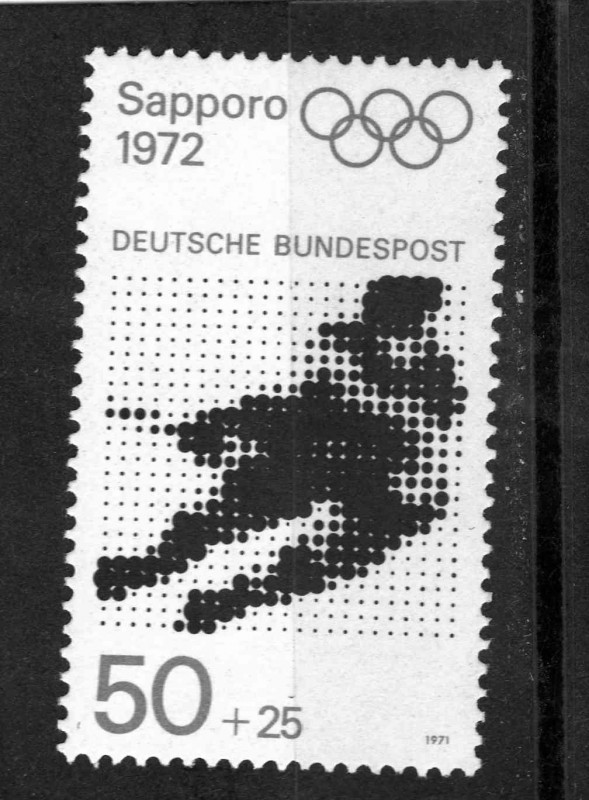 Sapporo
1972
DEUTSCHE BUNDESPOST
50 + 25
1971